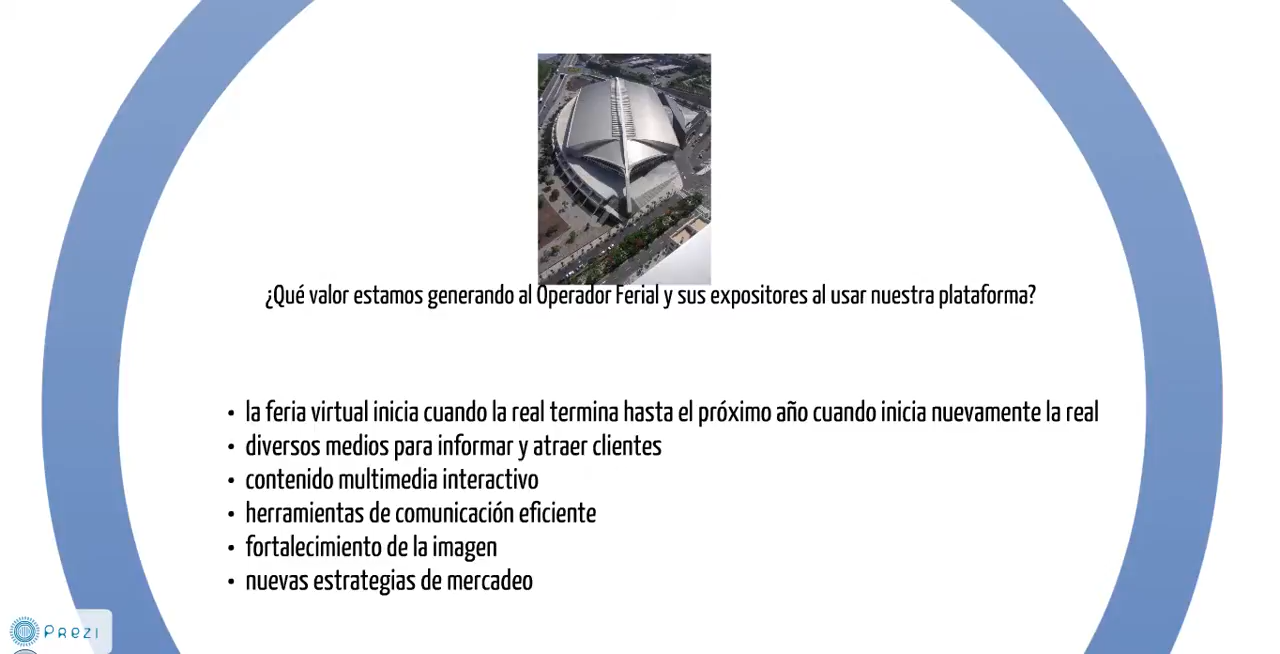 ¿Qué valor estamos generando al Operador Ferial y sus expositores al usar nuestra plataforma?
• la feria virtual inicia cuando la real termina hasta el próximo año cuando inicia nuevamente la real
• diversos medios para informar y atraer clientes
• contenido multimedia interactivo
• herramientas de comunicación eficiente
• fortalecimiento de la imagen
• nuevas estrategias de mercadeo
Prezi